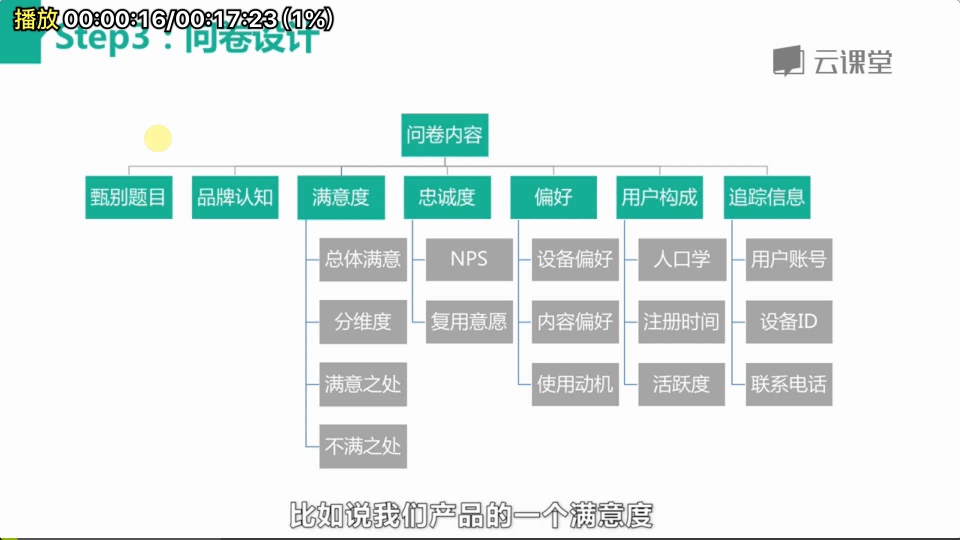 播放 00:00:16/00:17:23 (1%)
Step3：问卷设计
云课堂
问卷内容
甄别题目 品牌认知 满意度 忠诚度 偏好 用户构成 追踪信息
总体满意 NPS 设备偏好 人口学 用户账号
分维度 复用意愿 内容偏好 注册时间 设备ID
满意之处 使用动机 活跃度 联系电话
不满之处
比如说我们产品的一个满意度